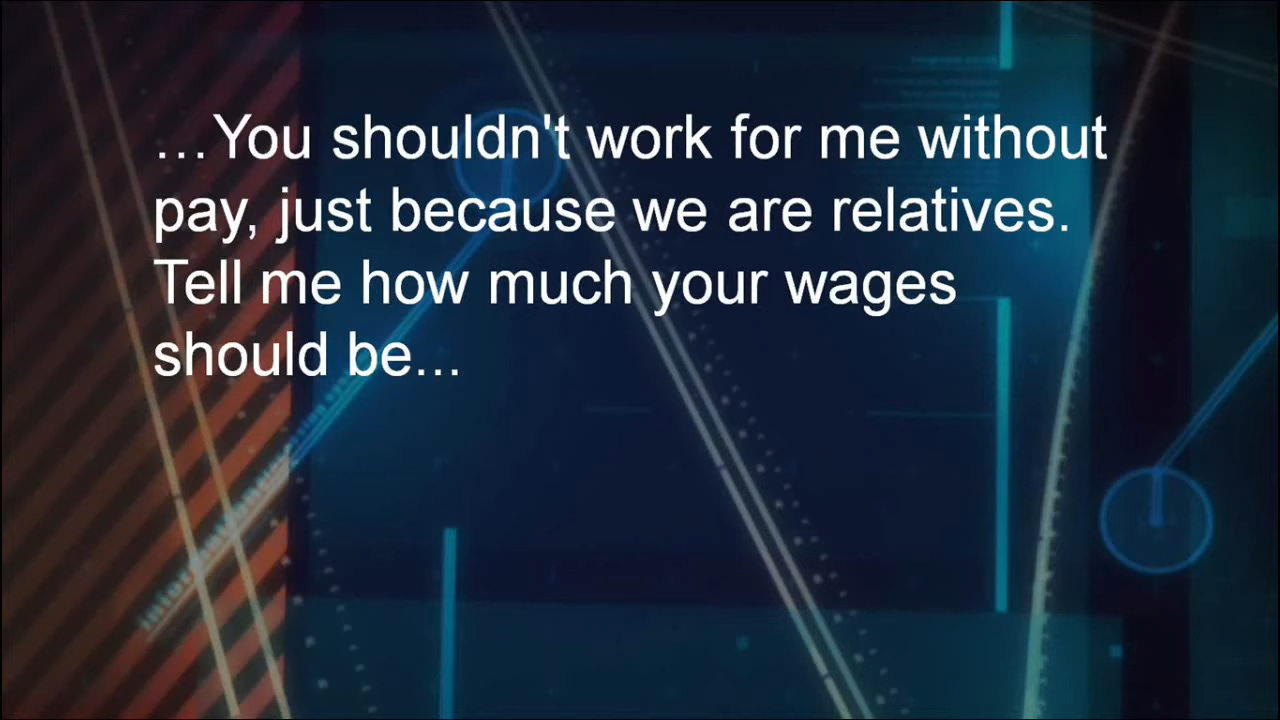 …You shouldn't work for me without
pay, just because we are relatives.
Tell me how much your wages
should be…